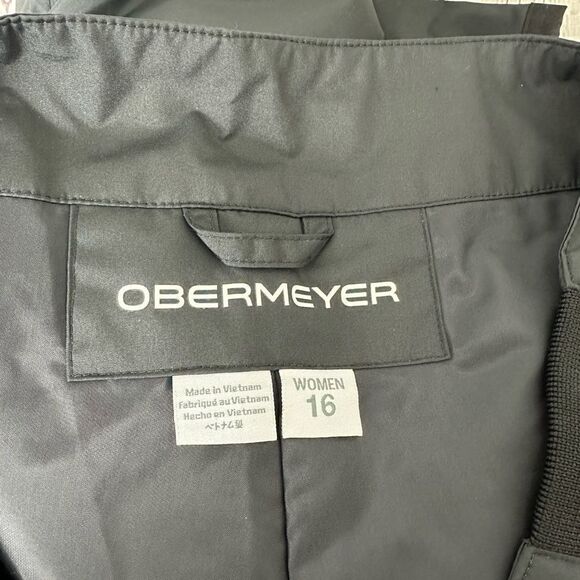 OBERMEYER
Made in Vietnam
Fabriqué au Vietnam
Hecho en Vietnam
ベトナム製
WOMEN
16